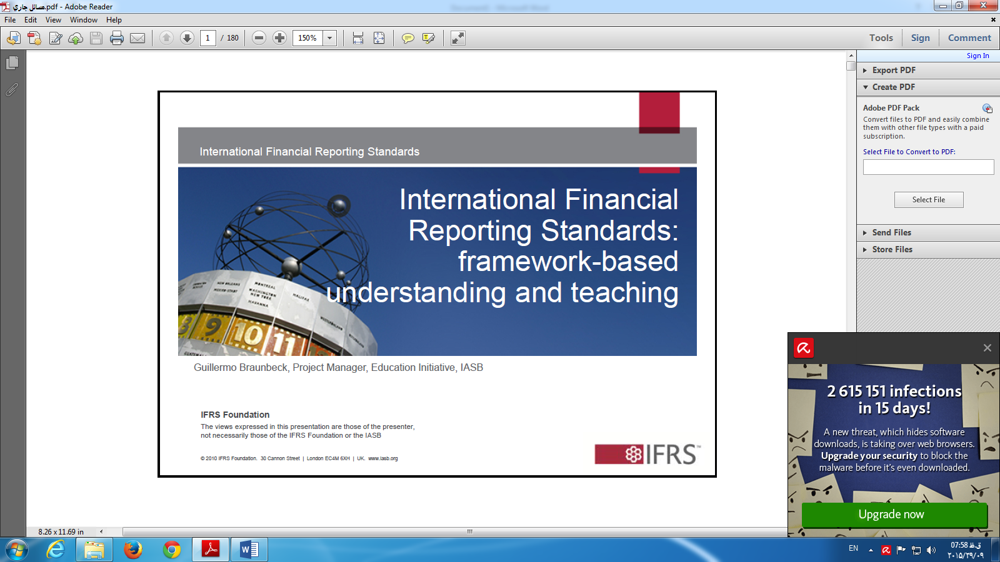 مسائل جاري.pdf - Adobe Reader
File Edit View Window Help
1 / 180 150% Tools Sign Comment
Sign In
Export PDF
Create PDF
Adobe PDF Pack
Convert files to PDF and easily combine
them with other file types with a paid
subscription.
Select File to Convert to PDF:
Select File
Send Files
Store Files
International Financial Reporting Standards
International Financial
Reporting Standards:
framework-based
understanding and teaching
NEW ORLEANS
MONTREAL
WASHINGTON
NEW YORK
HAVANNA
HALIFAX
9 10 11
Guillermo Braunbeck, Project Manager, Education Initiative, IASB
IFRS Foundation
The views expressed in this presentation are those of the presenter,
not necessarily those of the IFRS Foundation or the IASB
© 2010 IFRS Foundation. 30 Cannon Street | London EC4M 6XH | UK. www.iasb.org
IFRS™
2 615 151 infections
in 15 days!
A new threat, which hides software
downloads, is taking over web browsers.
Upgrade your security to block the
malware before it's even downloaded.
Upgrade now
8.26 x 11.69 in
EN
07:58 ق.ظ
٢٠١٥/٣٩/٠٩